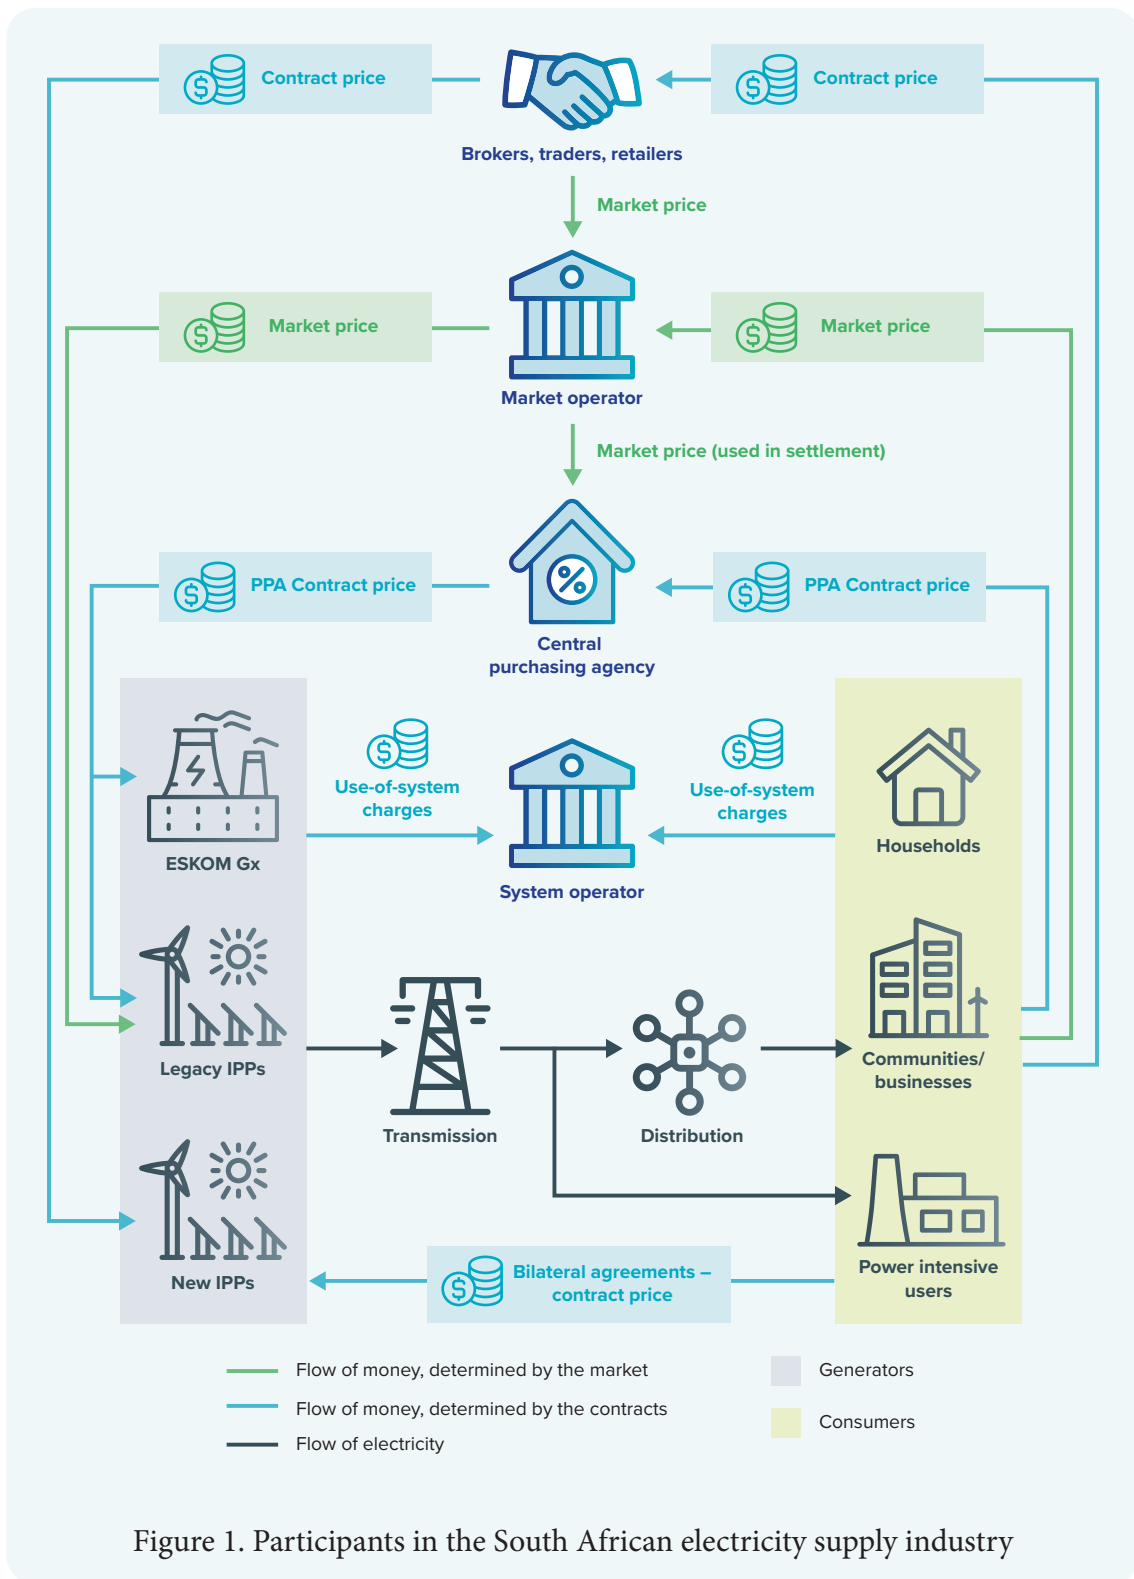 Contract price
Contract price
Brokers, traders, retailers
Market price
Market price
Market price
Market operator
Market price (used in settlement)
PPA Contract price
PPA Contract price
Central
purchasing agency
Use-of-system
charges
Use-of-system
charges
ESKOM Gx
System operator
Households
Legacy IPPs
Transmission
Distribution
Communities/
businesses
New IPPs
Bilateral agreements –
contract price
Power intensive
users
Flow of money, determined by the market
Flow of money, determined by the contracts
Flow of electricity
Generators
Consumers
Figure 1. Participants in the South African electricity supply industry